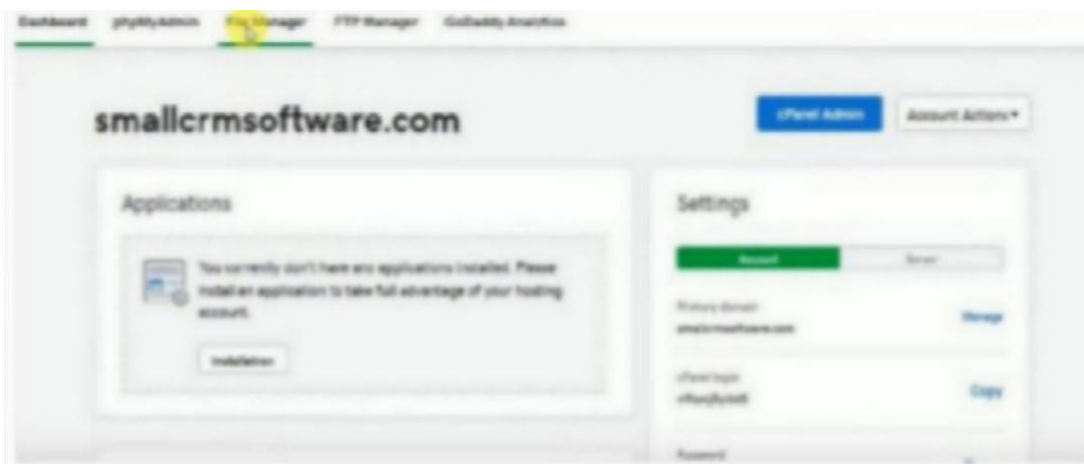 Dashboard phpMyAdmin File Manager FTP Manager GoDaddy Analytics
smallcrmsoftware.com
cPanel Admin Account Actions
Applications
You currently don't have any applications installed. Please
install an application to take full advantage of your hosting
account.
Installatron
Settings
Account Server
Primary domain
smallcrmsoftware.com
Manage
cPanel login
Copy
Password